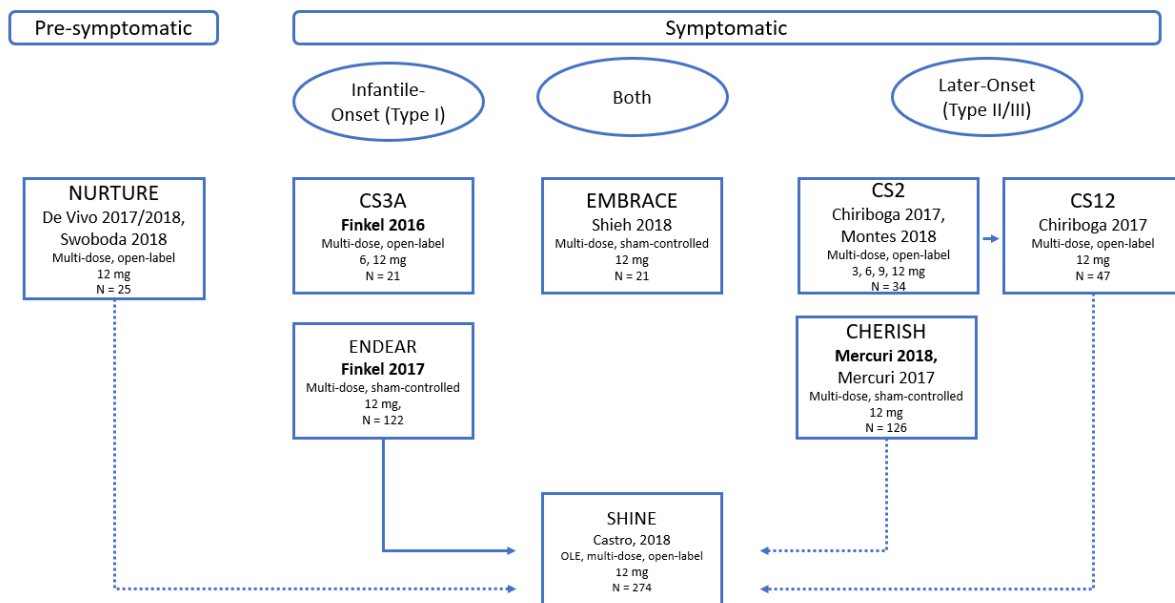 Pre-symptomatic
Symptomatic
Infantile-
Onset (Type I)
Both
Later-Onset
(Type II/III)
NURTURE
De Vivo 2017/2018,
Swoboda 2018
Multi-dose, open-label
12 mg
N = 25
CS3A
Finkel 2016
Multi-dose, open-label
6, 12 mg
N = 21
EMBRACE
Shieh 2018
Multi-dose, sham-controlled
12 mg
N = 21
CS2
Chiriboga 2017,
Montes 2018
Multi-dose, open-label
3, 6, 9, 12 mg
N = 34
CS12
Chiriboga 2017
Multi-dose, open-label
12 mg
N = 47
ENDEAR
Finkel 2017
Multi-dose, sham-controlled
12 mg,
N = 122
CHERISH
Mercuri 2018,
Mercuri 2017
Multi-dose, sham-controlled
12 mg
N = 126
SHINE
Castro, 2018
OLE, multi-dose, open-label
12 mg
N = 274